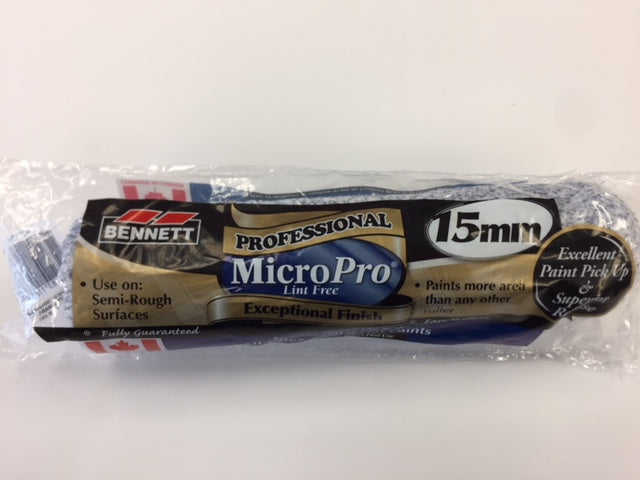 BENNETT
PROFESSIONAL
MicroPro®
Lint Free
Exceptional Finish
15mm
• Use on:
Semi-Rough
Surfaces
• Paints more area
than any other
roller
Excellent
Paint Pick Up
&
Superior
* Fully Guaranteed